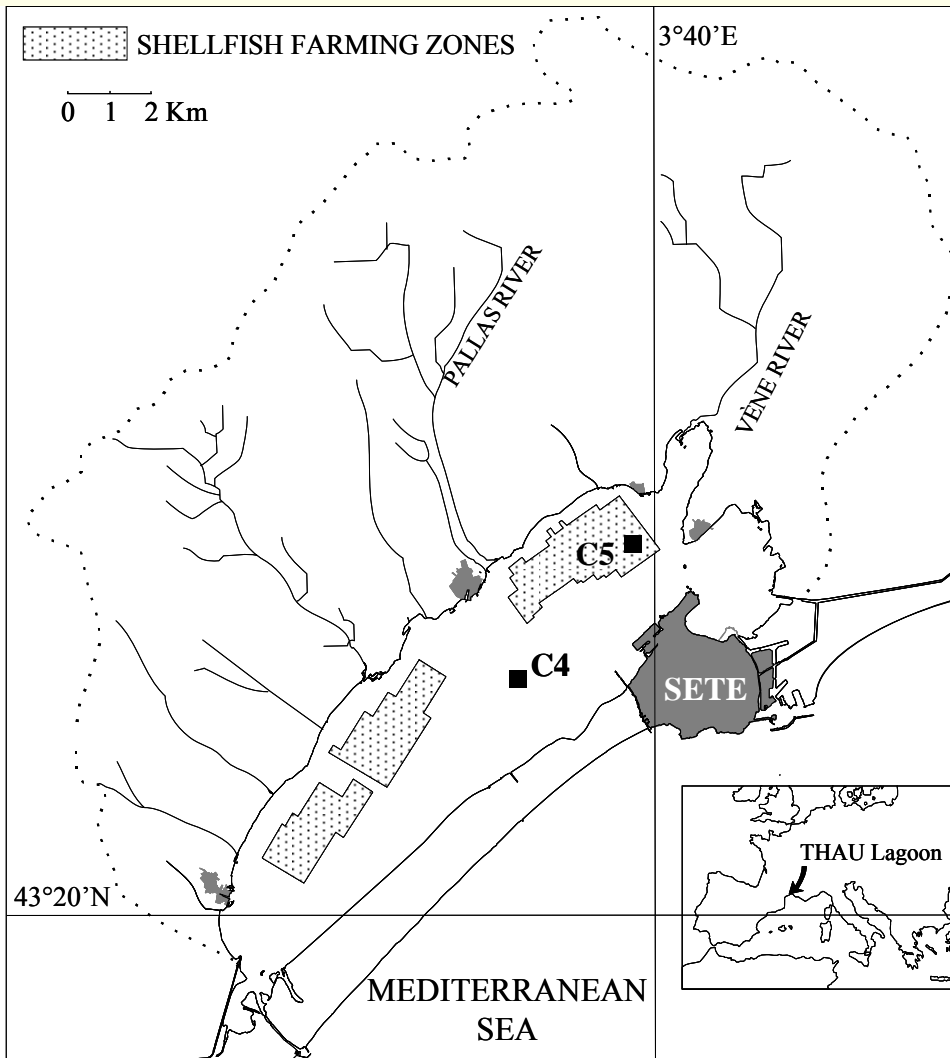 SHELLFISH FARMING ZONES
3°40'E
0 1 2 Km
PALLAS RIVER
VÈNE RIVER
C5
C4
SETE
THAU Lagoon
43°20'N
MEDITERRANEAN
SEA